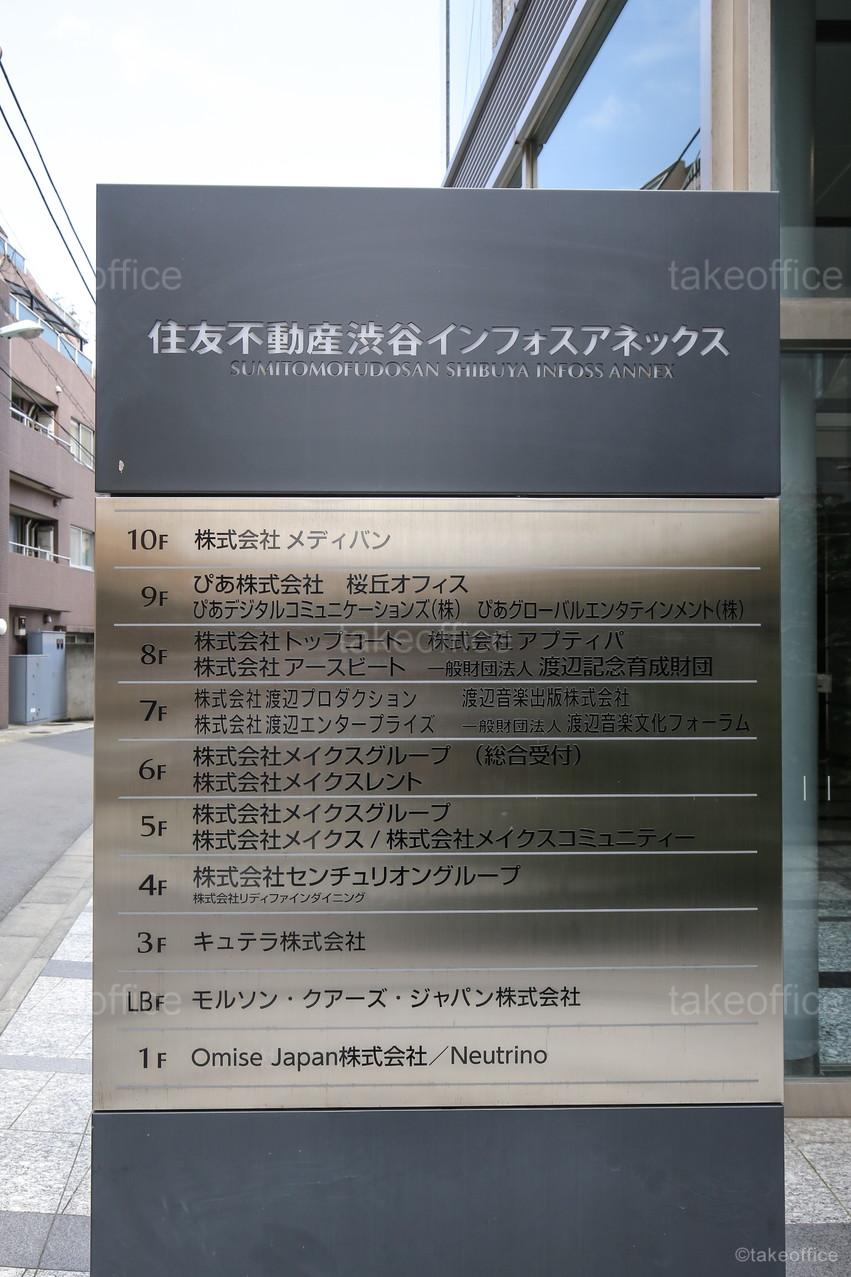 takeoffice
住友不動産渋谷インフォスアネックス
SUMITOMOFUDOSAN SHIBUYA INFOSS ANNEX
10F 株式会社 メディバン
9F ぴあ株式会社 桜丘オフィス
ぴあデジタルコミュニケーションズ(株) ぴあグローバルエンタテインメント(株)
8F 株式会社 トップコート 株式会社 アプティパ
株式会社 アースビート 一般財団法人 渡辺記念育成財団
takeoffice
7F 株式会社 渡辺プロダクション 渡辺音楽出版株式会社
株式会社 渡辺エンタープライズ 一般財団法人 渡辺音楽文化フォーラム
6F 株式会社メイクスグループ (総合受付)
株式会社メイクスレント
5F 株式会社メイクスグループ
株式会社メイクス / 株式会社メイクスコミュニティー
4F 株式会社センチュリオングループ
株式会社リディファインダイニング
3F キュテラ株式会社
LBF モルソン・クアーズ・ジャパン株式会社
takeoffice
takeoffice
1F Omise Japan株式会社／Neutrino
©takeoffice